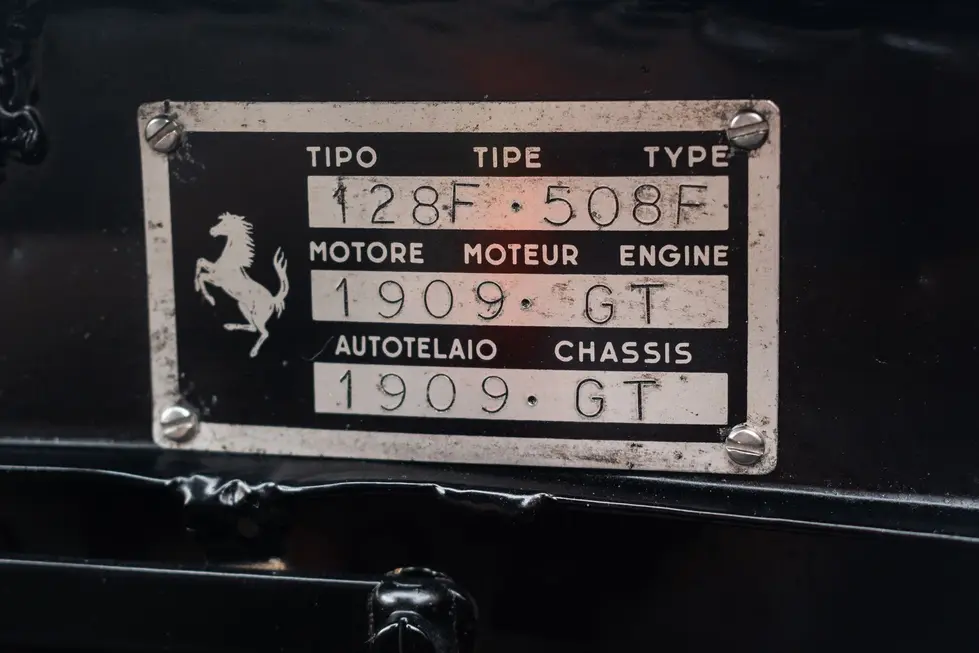 TIPO TIPE TYPE
128F · 508F
MOTORE MOTEUR ENGINE
1909 · GT
AUTOTELAIO CHASSIS
1909 · GT